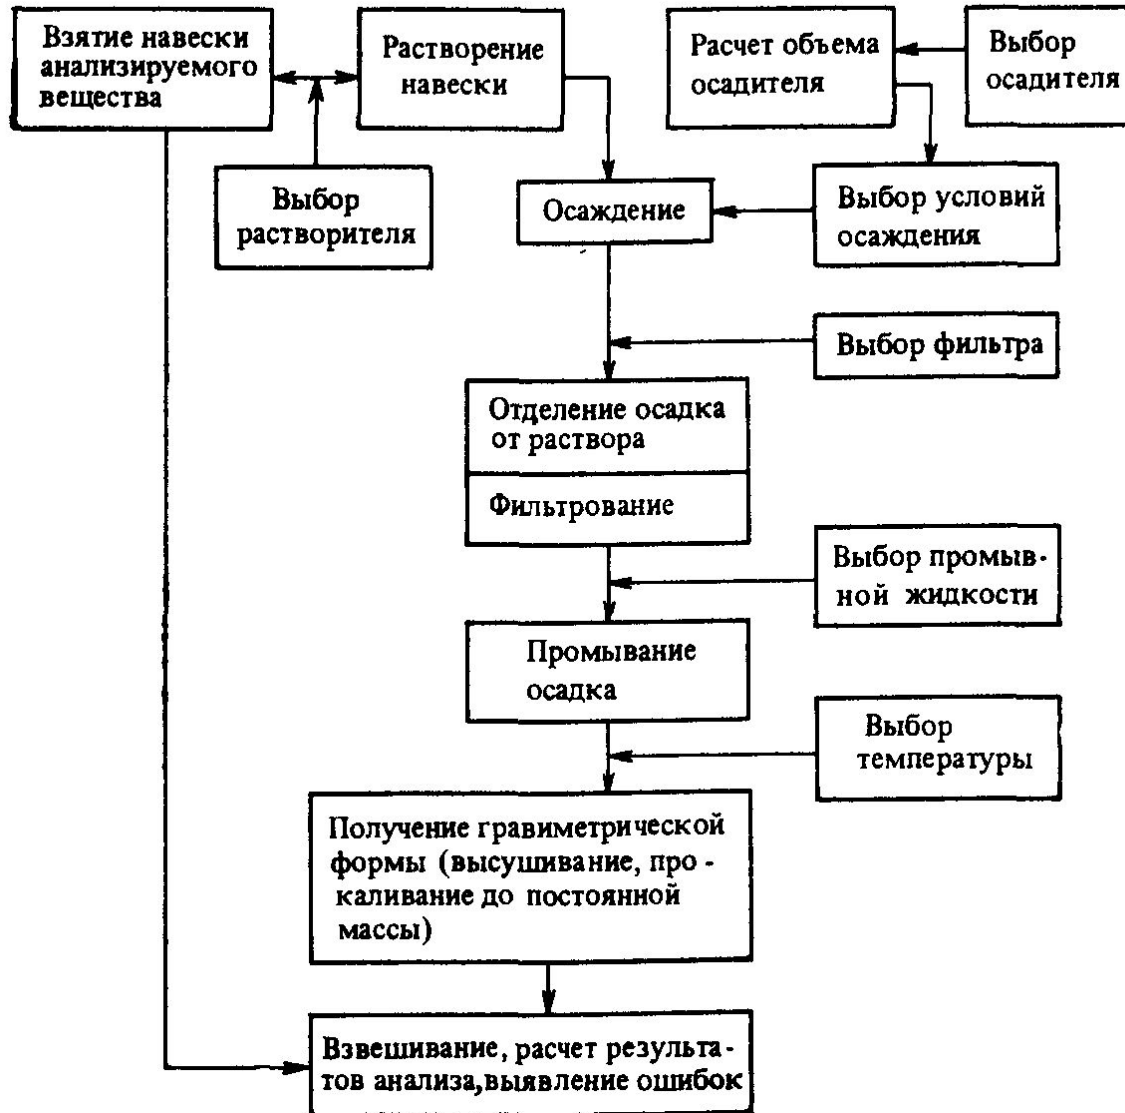 Взятие навески
анализируемого
вещества
Растворение
навески
Расчет объема
осадителя
Выбор
осадителя
Выбор
растворителя
Осаждение
Выбор условий
осаждения
Выбор фильтра
Отделение осадка
от раствора
Фильтрование
Выбор промыв-
ной жидкости
Промывание
осадка
Выбор
температуры
Получение гравиметрической
формы (высушивание, про-
каливание до постоянной
массы)
Взвешивание, расчет результа-
тов анализа, выявление ошибок